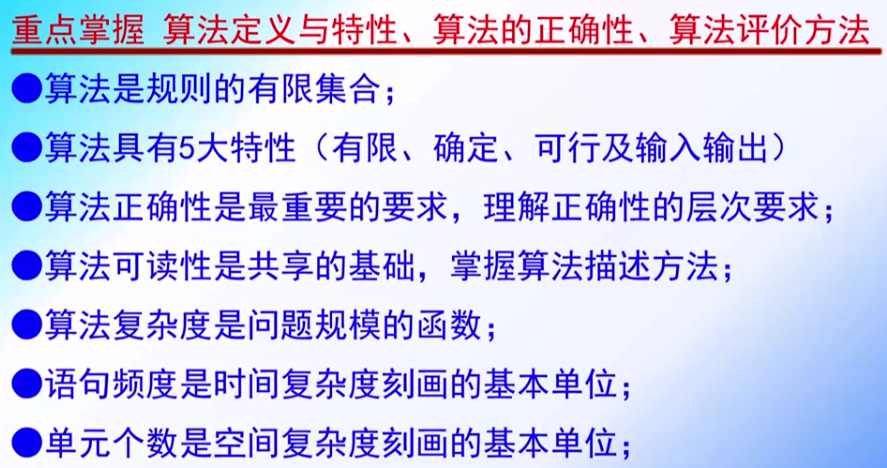 重点掌握 算法定义与特性、算法的正确性、算法评价方法
●算法是规则的有限集合；
●算法具有5大特性（有限、确定、可行及输入输出）
●算法正确性是最重要的要求，理解正确性的层次要求；
●算法可读性是共享的基础，掌握算法描述方法；
●算法复杂度是问题规模的函数；
●语句频度是时间复杂度刻画的基本单位；
●单元个数是空间复杂度刻画的基本单位；